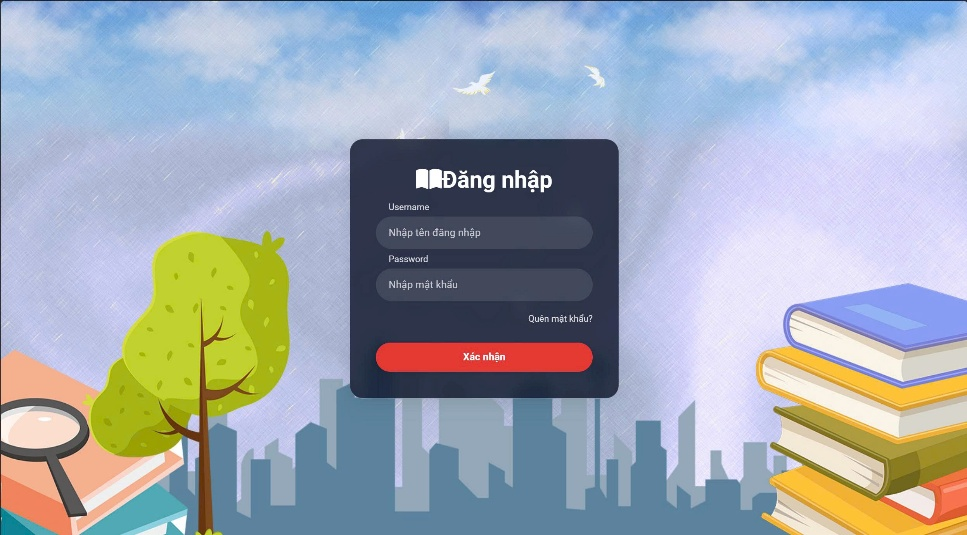 Đăng nhập
Username
Nhập tên đăng nhập
Password
Nhập mật khẩu
Quên mật khẩu?
Xác nhận